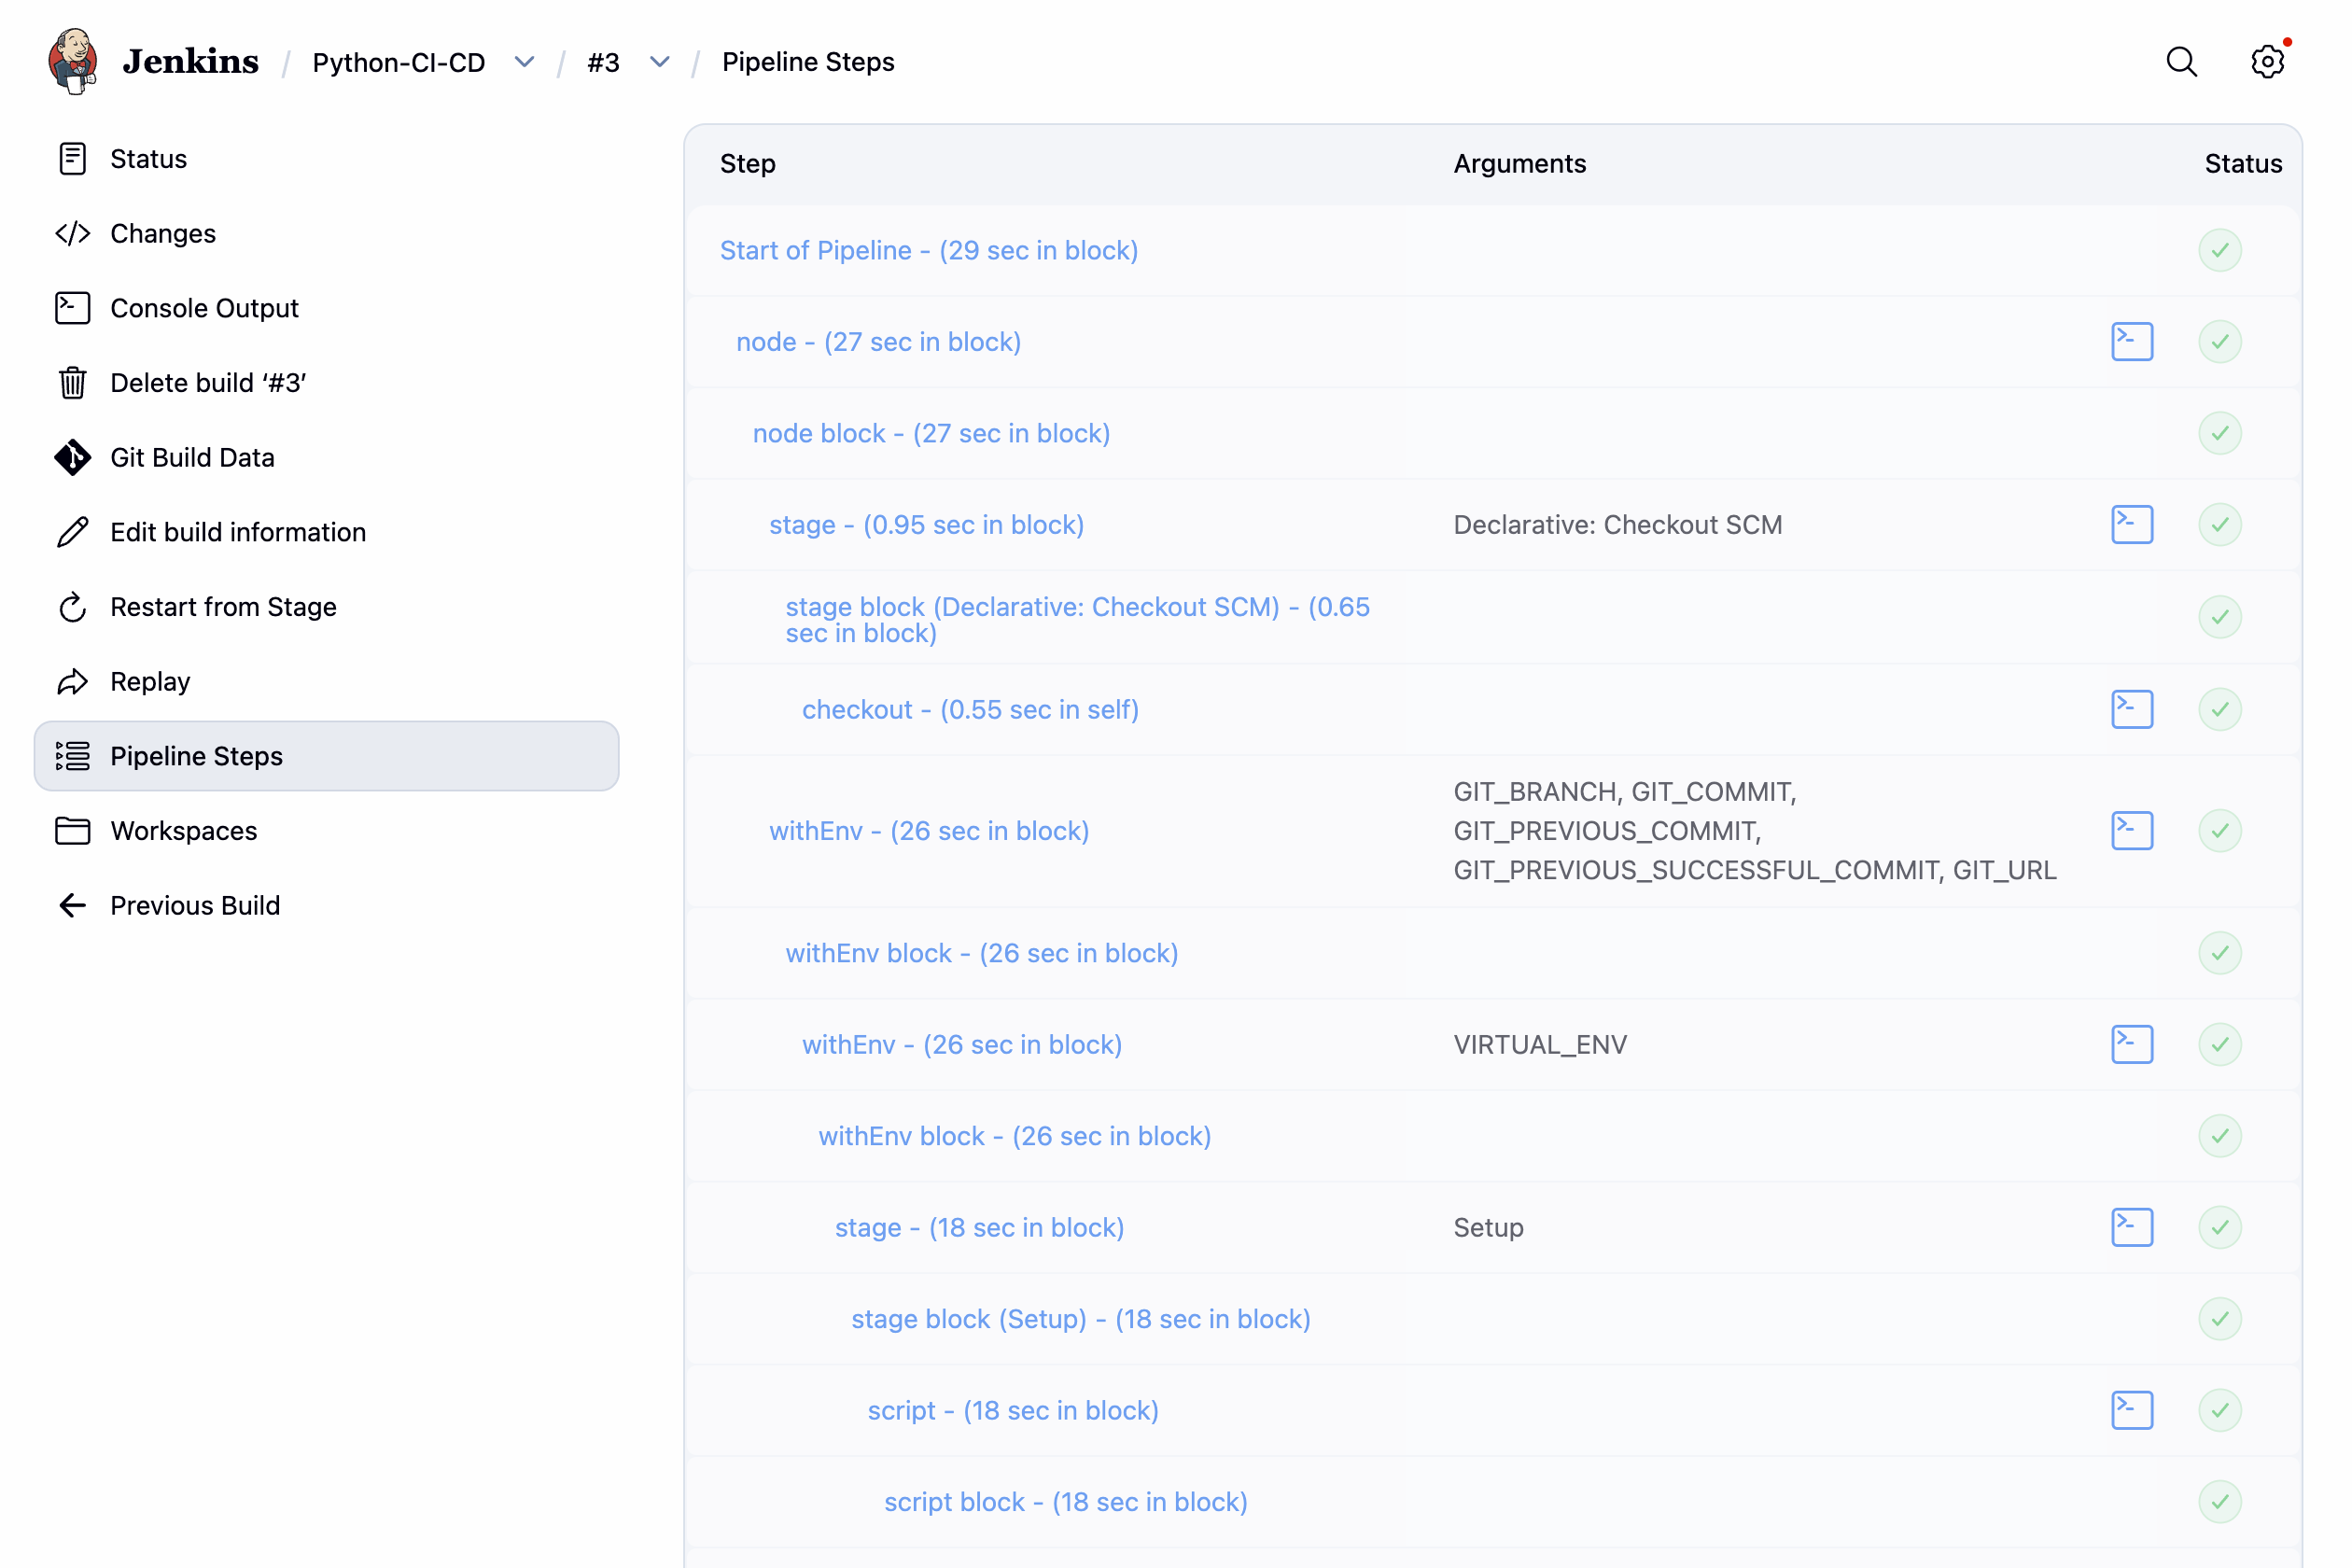 Jenkins / Python-CI-CD / #3 / Pipeline Steps
Status
Changes
Console Output
Delete build ‘#3’
Git Build Data
Edit build information
Restart from Stage
Replay
Pipeline Steps
Workspaces
Previous Build
Step Arguments Status
Start of Pipeline - (29 sec in block)
node - (27 sec in block)
node block - (27 sec in block)
stage - (0.95 sec in block) Declarative: Checkout SCM
stage block (Declarative: Checkout SCM) - (0.65
sec in block)
checkout - (0.55 sec in self)
withEnv - (26 sec in block)
GIT_BRANCH, GIT_COMMIT,
GIT_PREVIOUS_COMMIT,
GIT_PREVIOUS_SUCCESSFUL_COMMIT, GIT_URL
withEnv block - (26 sec in block)
withEnv - (26 sec in block) VIRTUAL_ENV
withEnv block - (26 sec in block)
stage - (18 sec in block) Setup
stage block (Setup) - (18 sec in block)
script - (18 sec in block)
script block - (18 sec in block)